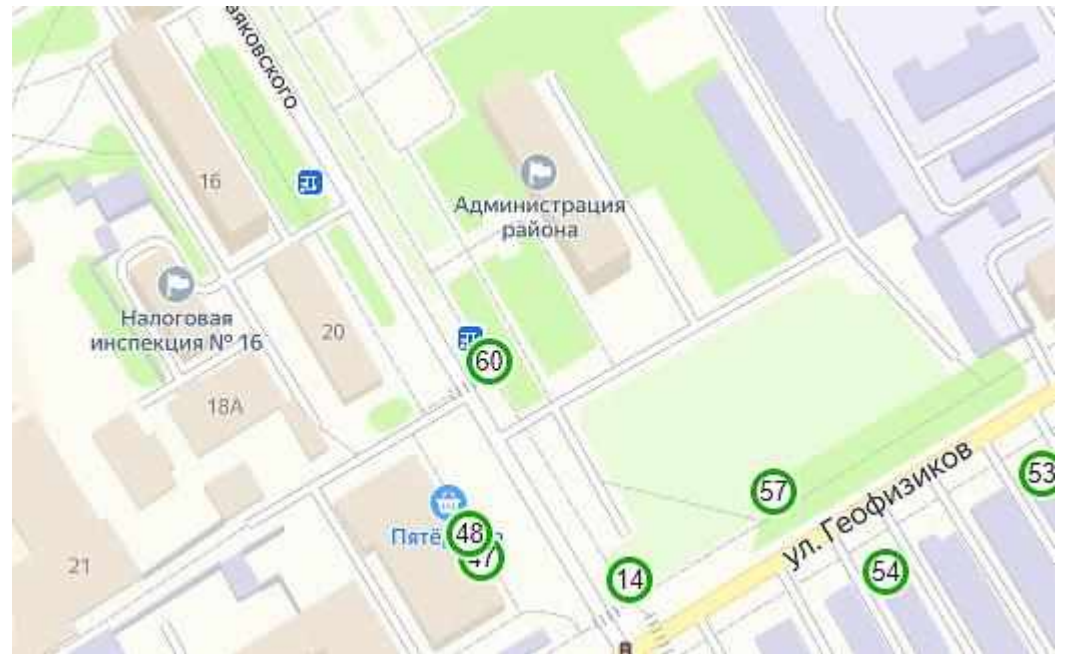 16
Администрация
района
Налоговая
инспекция № 16
20
60
18А
53
57
ул. Геофизиков
48
47
21
14
54